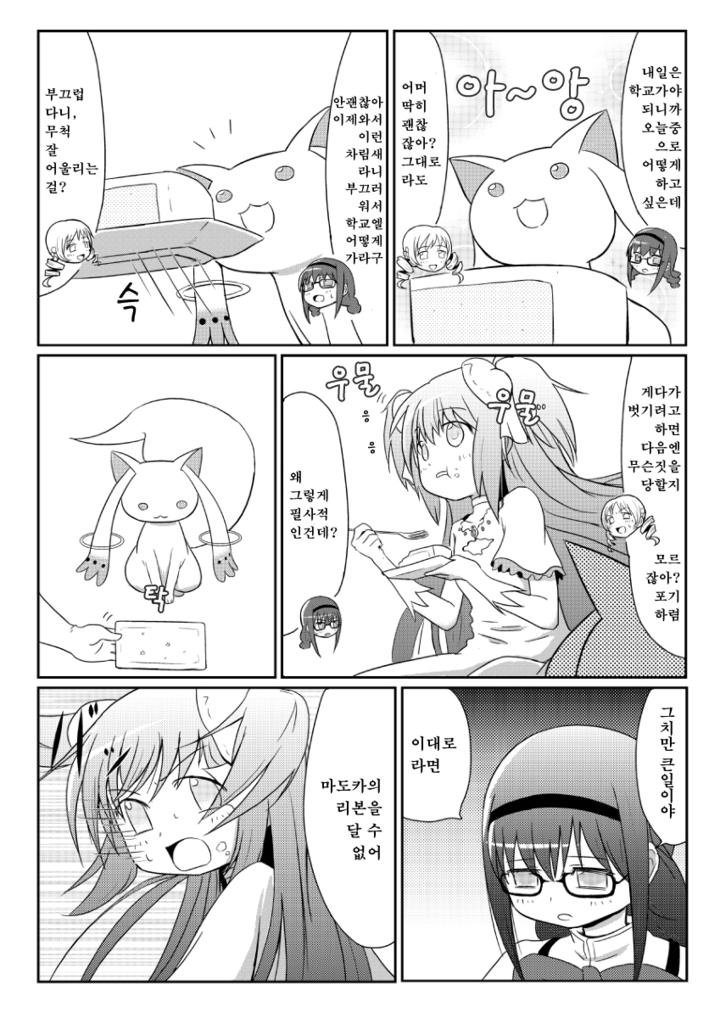 내일은
학교가야
되니까
오늘중
으로
어떻게
하고
싶은데
아~앙
어머
딱히
괜찮
잖아?
그대로
라도
안괜찮아
이제와서
이런
차림새
라니
부끄러
워서
학교엘
어떻게
가라구
부끄럽
다니,
무척
잘
어울리는
걸?
슥
게다가
벗기려고
하면
다음엔
무슨짓을
당할지
모르
잖아?
포기
하렴
우물
우물...
응
응
왜
그렇게
필사적
인건데?
탁
그치만 큰일이야
이대로
라면
마도카의
리본을
달 수
없어